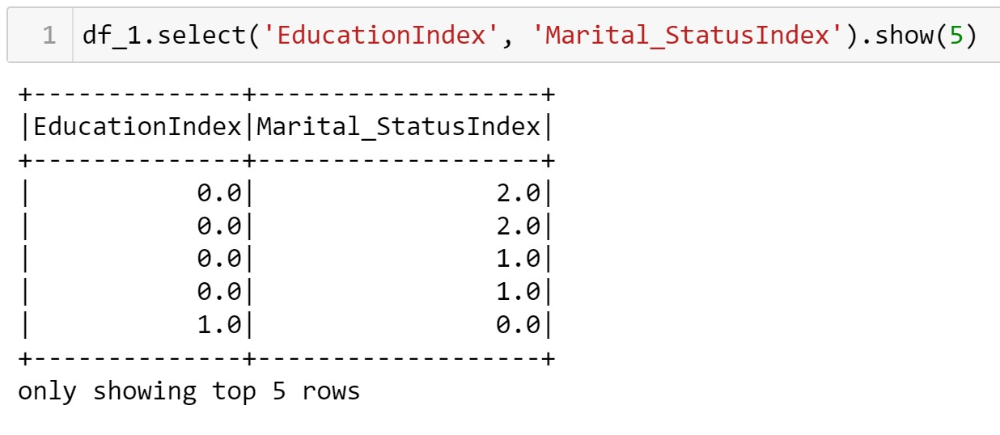 1 df_1.select('EducationIndex', 'Marital_StatusIndex').show(5)
+--------------+-------------------+
|EducationIndex|Marital_StatusIndex|
+--------------+-------------------+
|           0.0|                2.0|
|           0.0|                2.0|
|           0.0|                1.0|
|           0.0|                1.0|
|           1.0|                0.0|
+--------------+-------------------+
only showing top 5 rows